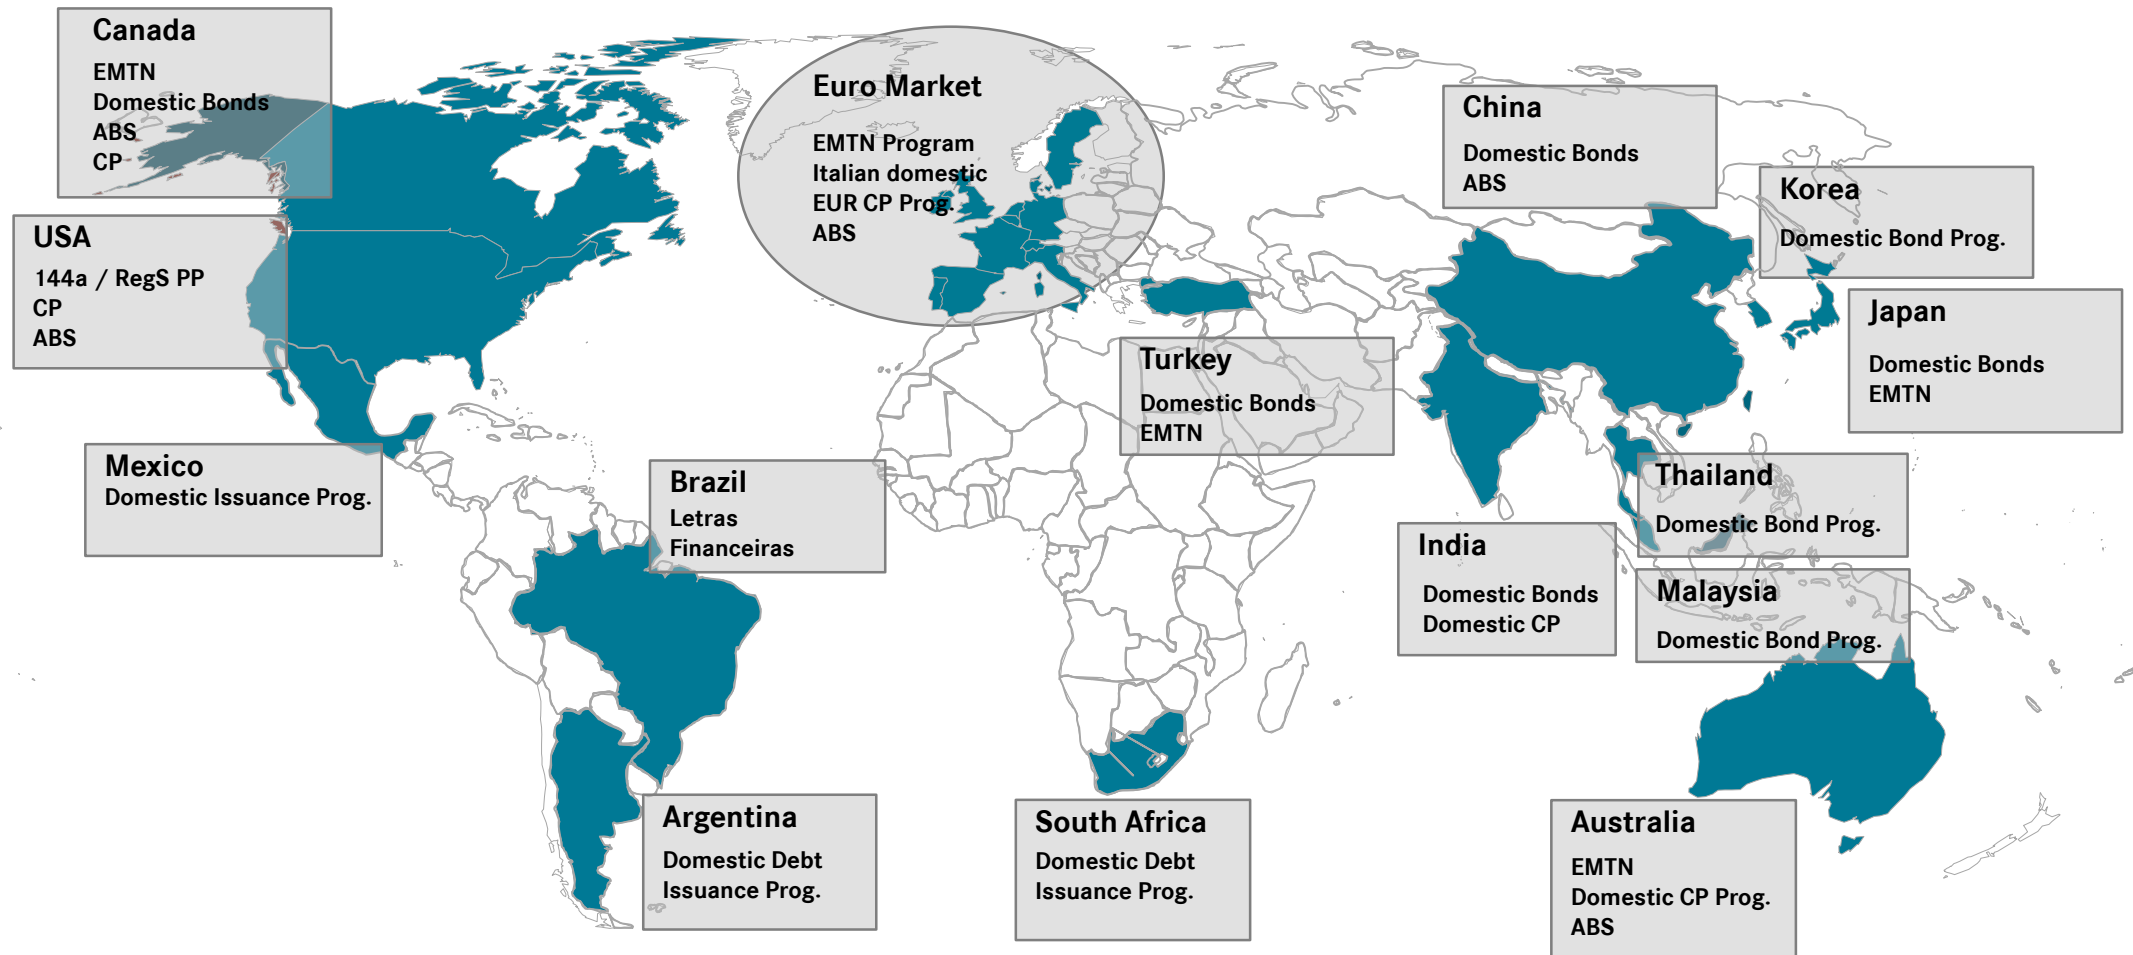 Canada
EMTN
Domestic Bonds
ABS
CP
USA
144a / RegS PP
CP
ABS
Mexico
Domestic Issuance Prog.
Brazil
Letras
Financeiras
Argentina
Domestic Debt
Issuance Prog.
Euro Market
EMTN Program
Italian domestic
EUR CP Prog.
ABS
Turkey
Domestic Bonds
EMTN
South Africa
Domestic Debt
Issuance Prog.
China
Domestic Bonds
ABS
Korea
Domestic Bond Prog.
Japan
Domestic Bonds
EMTN
Thailand
Domestic Bond Prog.
India
Domestic Bonds
Domestic CP
Malaysia
Domestic Bond Prog.
Australia
EMTN
Domestic CP Prog.
ABS